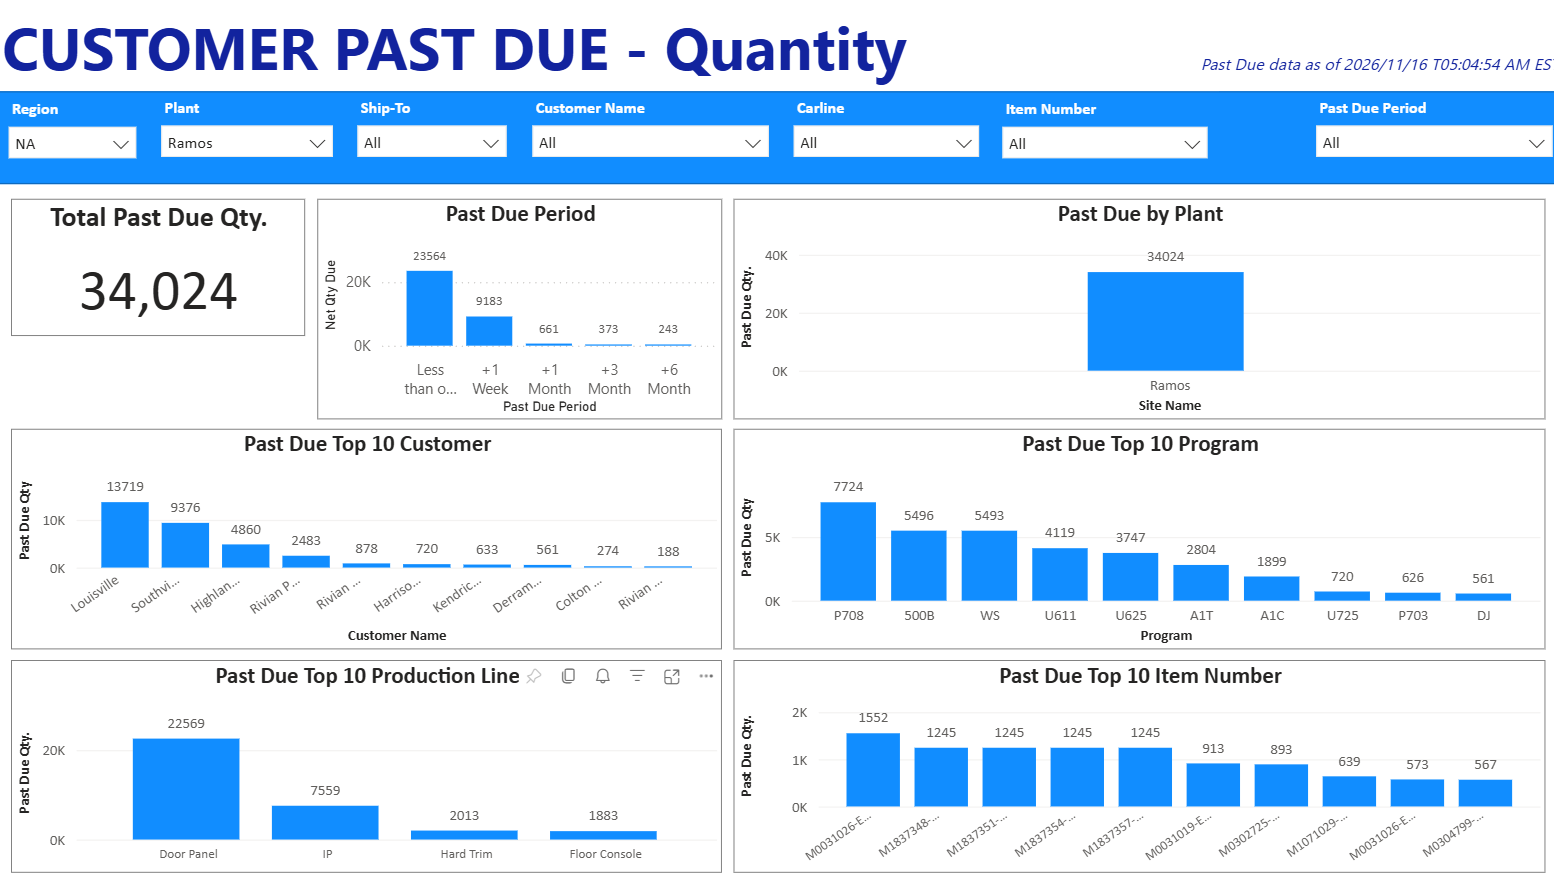 CUSTOMER PAST DUE - Quantity
Past Due data as of 2026/11/16 T05:04:54 AM EST
Region
Plant
Ship-To
Customer Name
Carline
Item Number
Past Due Period
NA
Ramos
All
All
All
All
All
Total Past Due Qty.
34,024
Past Due Period
Net Qty Due
20K
0K
23564
9183
661
373
243
Less than o...
+1 Week
+1 Month
+3 Month
+6 Month
Past Due Period
Past Due by Plant
Past Due Qty.
40K
20K
0K
34024
Ramos
Site Name
Past Due Top 10 Customer
Past Due Qty
10K
0K
13719
9376
4860
2483
878
720
633
561
274
188
Louisville
Southvi...
Highlan...
Rivian P...
Rivian ...
Harriso...
Kendric...
Derram...
Colton ...
Rivian ...
Customer Name
Past Due Top 10 Program
Past Due Qty
5K
0K
7724
5496
5493
4119
3747
2804
1899
720
626
561
P708
500B
WS
U611
U625
A1T
A1C
U725
P703
DJ
Program
Past Due Top 10 Production Line
Past Due Qty.
20K
0K
22569
7559
2013
1883
Door Panel
IP
Hard Trim
Floor Console
Past Due Top 10 Item Number
Past Due Qty.
2K
1K
0K
1552
1245
1245
1245
1245
913
893
639
573
567
M0031026-E...
M1837348-...
M1837351-...
M1837354-...
M1837357-...
M0031019-E...
M0302725-...
M1071029-...
M0031026-E...
M0304799-...